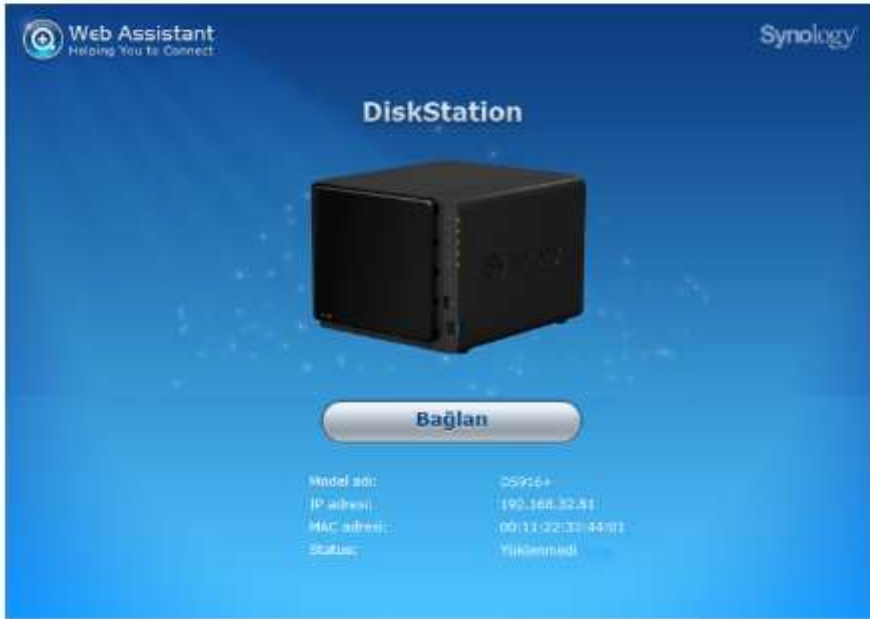 Web Assistant
Helping You to Connect
Synology
DiskStation
Bağlan
Model adı: DS916+
IP adresi: 192.168.32.81
MAC adresi: 00:11:22:33:44:01
Status: Yüklenmedi